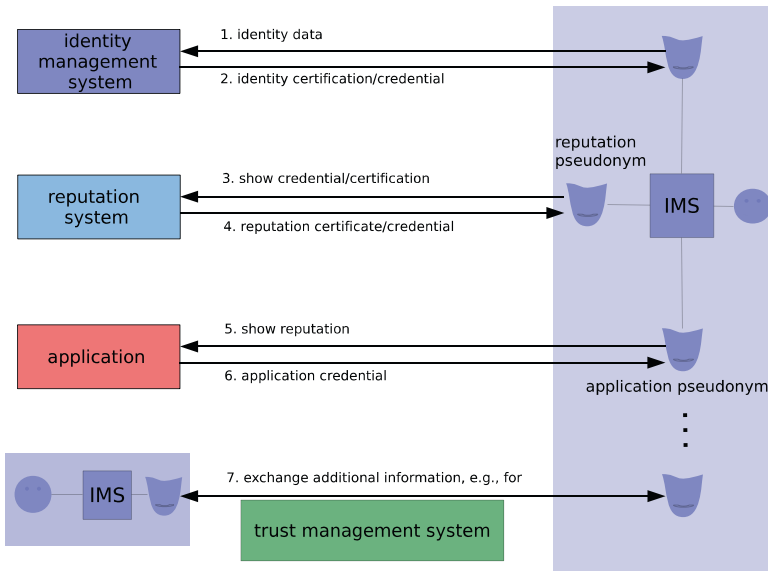 identity
management
system
1. identity data
2. identity certification/credential
reputation
pseudonym
reputation
system
3. show credential/certification
4. reputation certificate/credential
IMS
application
5. show reputation
6. application credential
application pseudonym
IMS
7. exchange additional information, e.g., for
trust management system